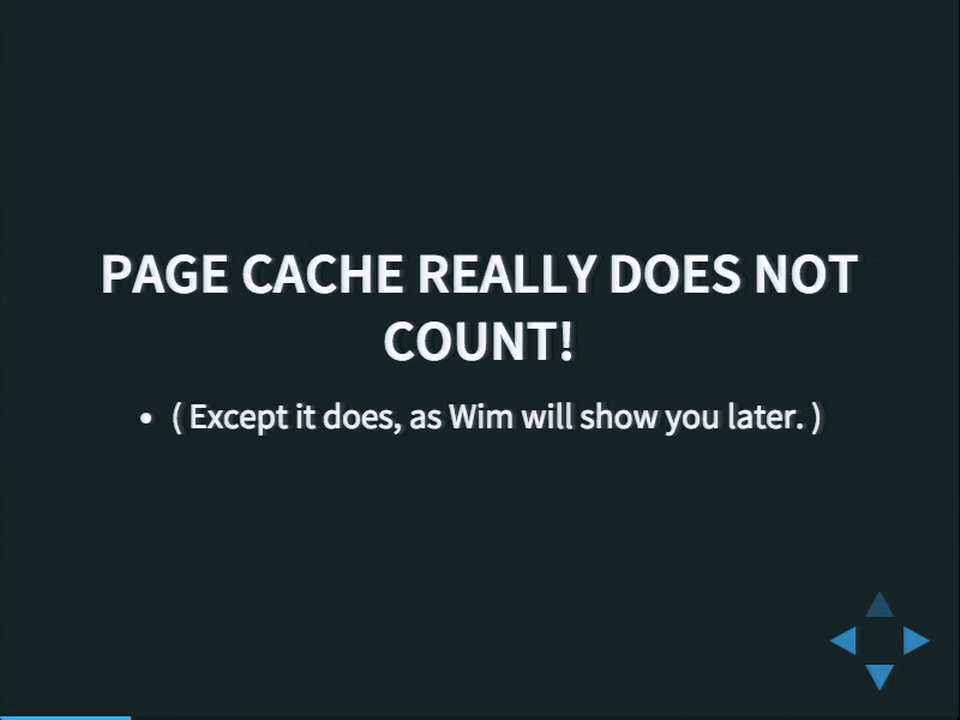 PAGE CACHE REALLY DOES NOT
COUNT!
• ( Except it does, as Wim will show you later. )